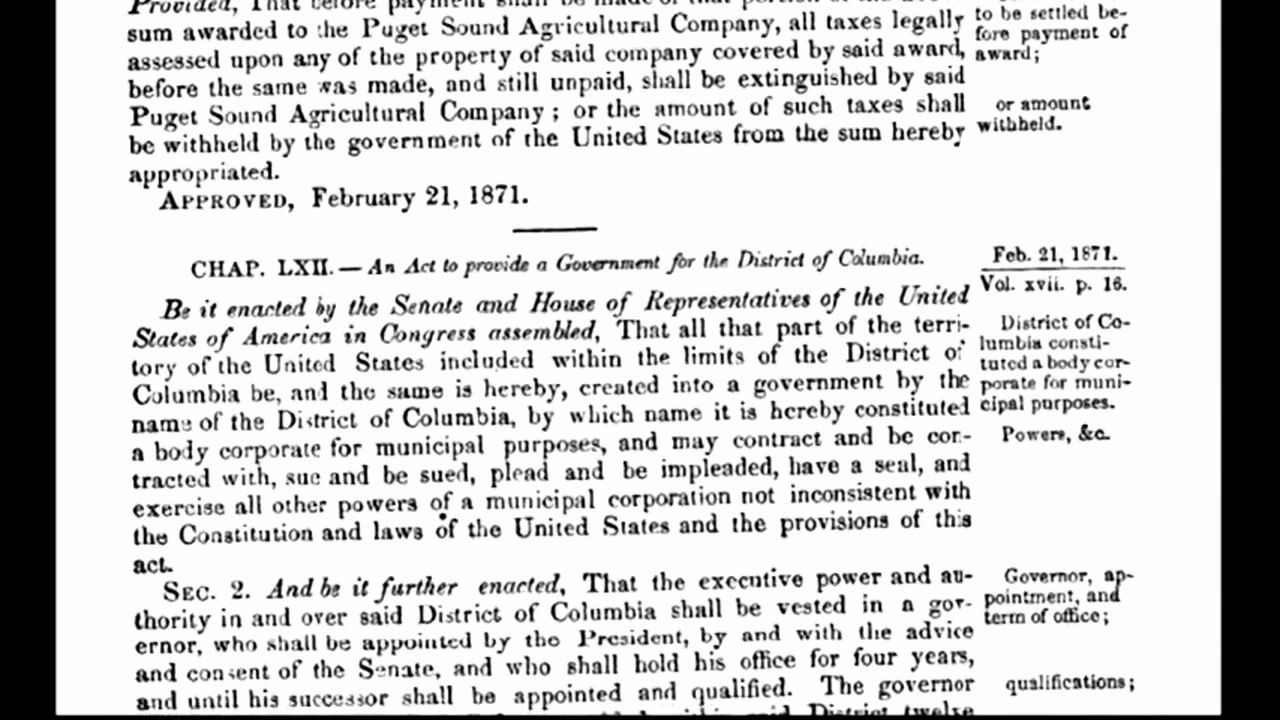 sum awarded to the Puget Sound Agricultural Company, all taxes legally
assessed upon any of the property of said company covered by said award,
before the same was made, and still unpaid, shall be extinguished by said
Puget Sound Agricultural Company; or the amount of such taxes shall
be withheld by the government of the United States from the sum hereby
appropriated.
APPROVED, February 21, 1871.
to be settled be-
fore payment of
award;
or amount
withheld.
CHAP. LXII. — An Act to provide a Government for the District of Columbia.
Be it enacted by the Senate and House of Representatives of the United
States of America in Congress assembled, That all that part of the terri-
tory of the United States included within the limits of the District of
Columbia be, and the same is hereby, created into a government by the
name of the District of Columbia, by which name it is hereby constituted
a body corporate for municipal purposes, and may contract and be con-
tracted with, sue and be sued, plead and be impleaded, have a seal, and
exercise all other powers of a municipal corporation not inconsistent with
the Constitution and laws of the United States and the provisions of this
act.
Feb. 21, 1871.
Vol. xvii. p. 16.
District of Co-
lumbia consti-
tuted a body cor-
porate for muni-
cipal purposes.
Powers, &c.
SEC. 2. And be it further enacted, That the executive power and au-
thority in and over said District of Columbia shall be vested in a gov-
ernor, who shall be appointed by the President, by and with the advice
and consent of the Senate, and who shall hold his office for four years,
and until his successor shall be appointed and qualified. The governor
Governor, ap-
pointment, and
term of office;
qualifications;